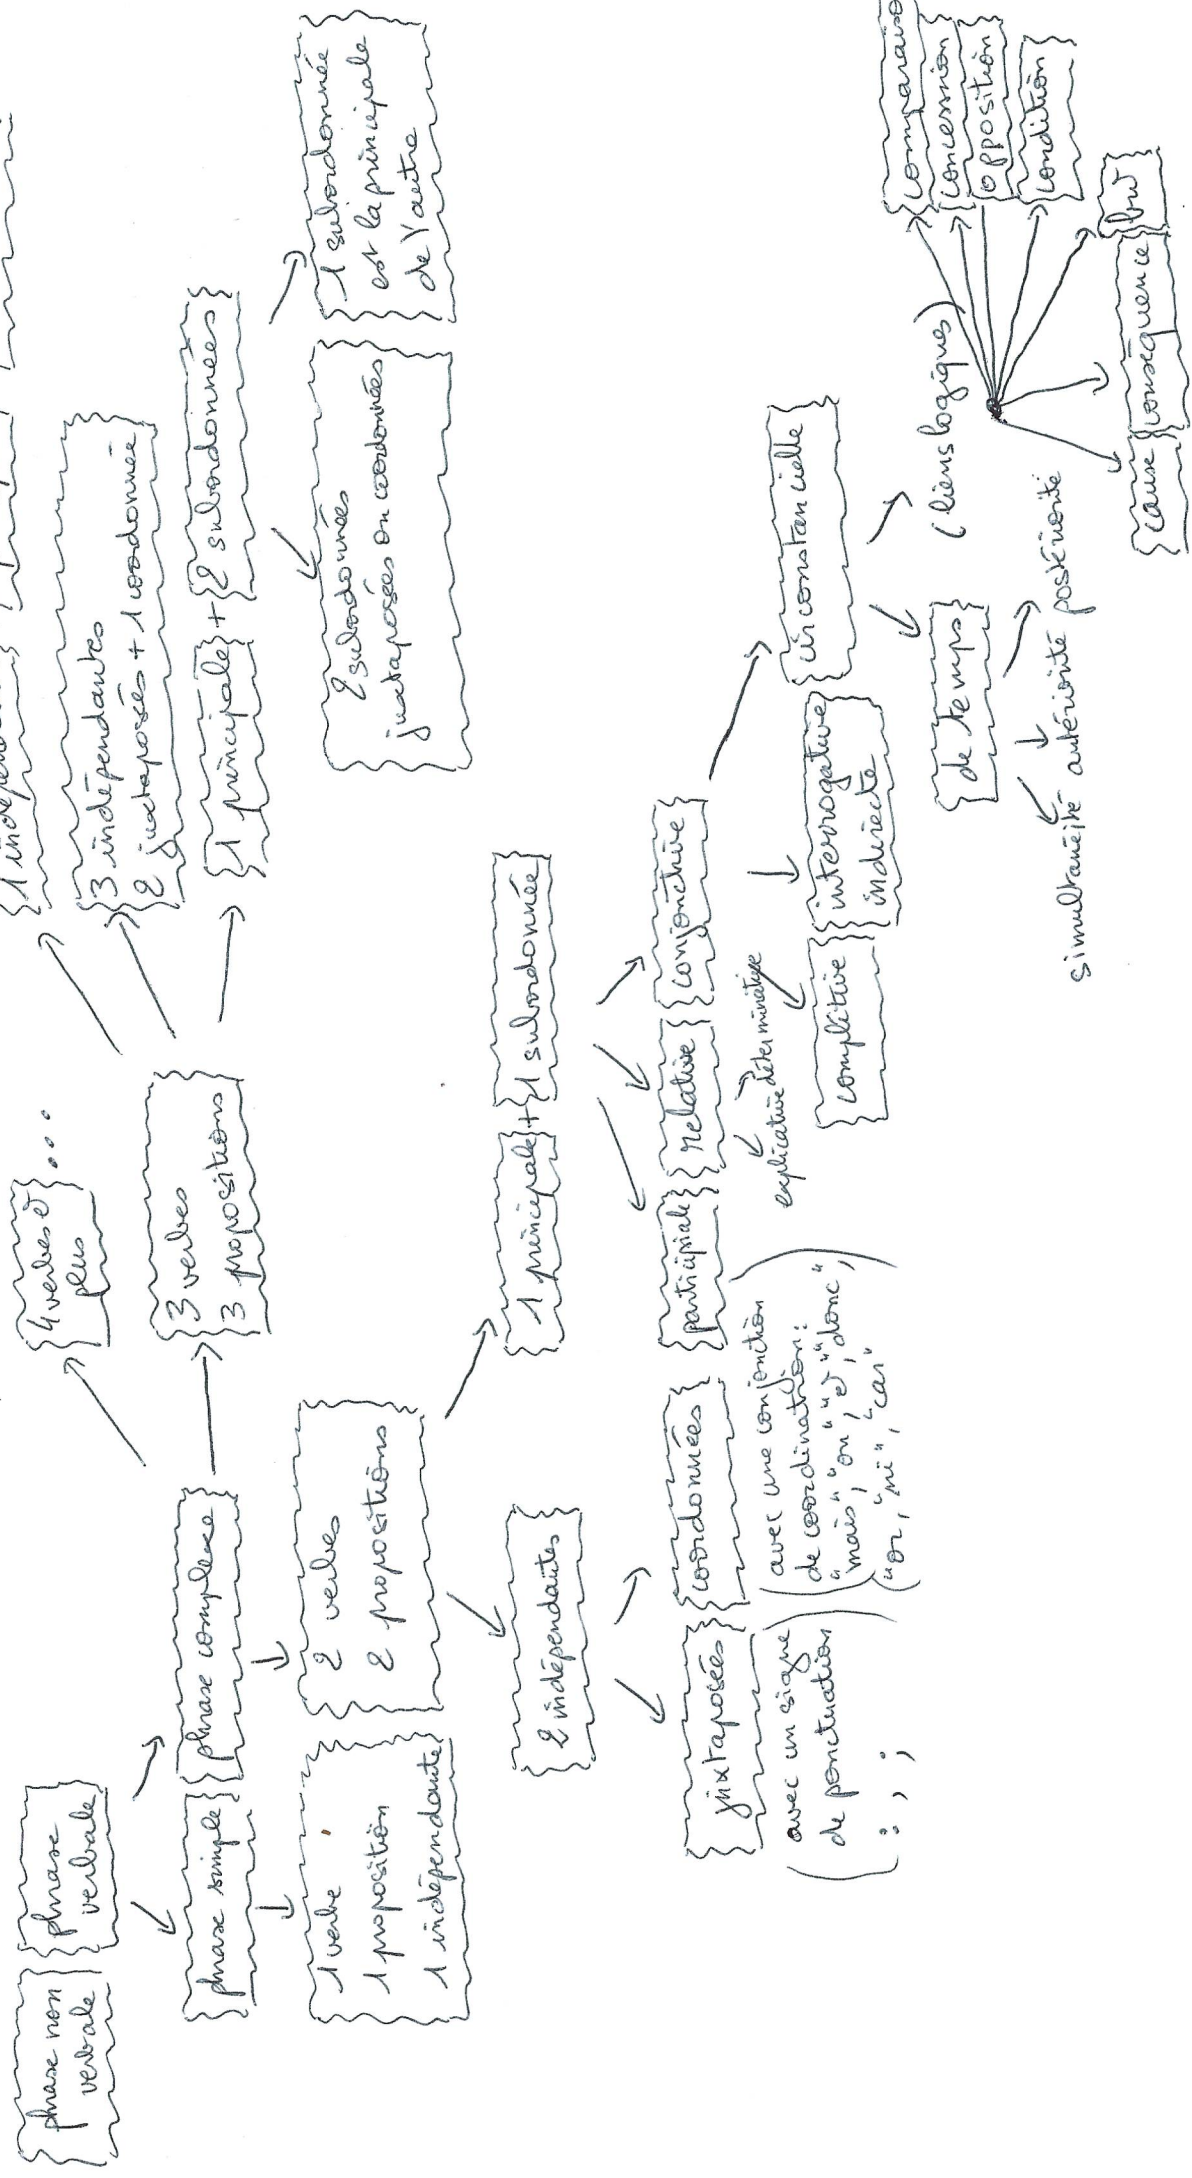 phrase non
verbale
phrase
verbale
phrase simple
phrase complexe
4 verbes et
plus
...
3 verbes
3 propositions
3 indépendantes
2 juxtaposées + 1 coordonnée
1 principale + 2 subordonnées
2 subordonnées
juxtaposées ou coordonnées
1 subordonnée
est la principale
de l'autre
1 verbe
1 proposition
1 indépendante
2 verbes
2 propositions
2 indépendantes
1 principale + 1 subordonnée
juxtaposées
(avec un signe
de ponctuation
: , ;)
coordonnées
(avec une conjonction
de coordination:
"mais", "ou", "et", "donc",
"or", "ni", "car")
participiale
relative
explicative
déterminative
conjonctive
complétive
interrogative
indirecte
circonstancielle
de temps
simultanéité antériorité postériorité
(liens logiques)
cause
conséquence
but
condition
opposition
concession